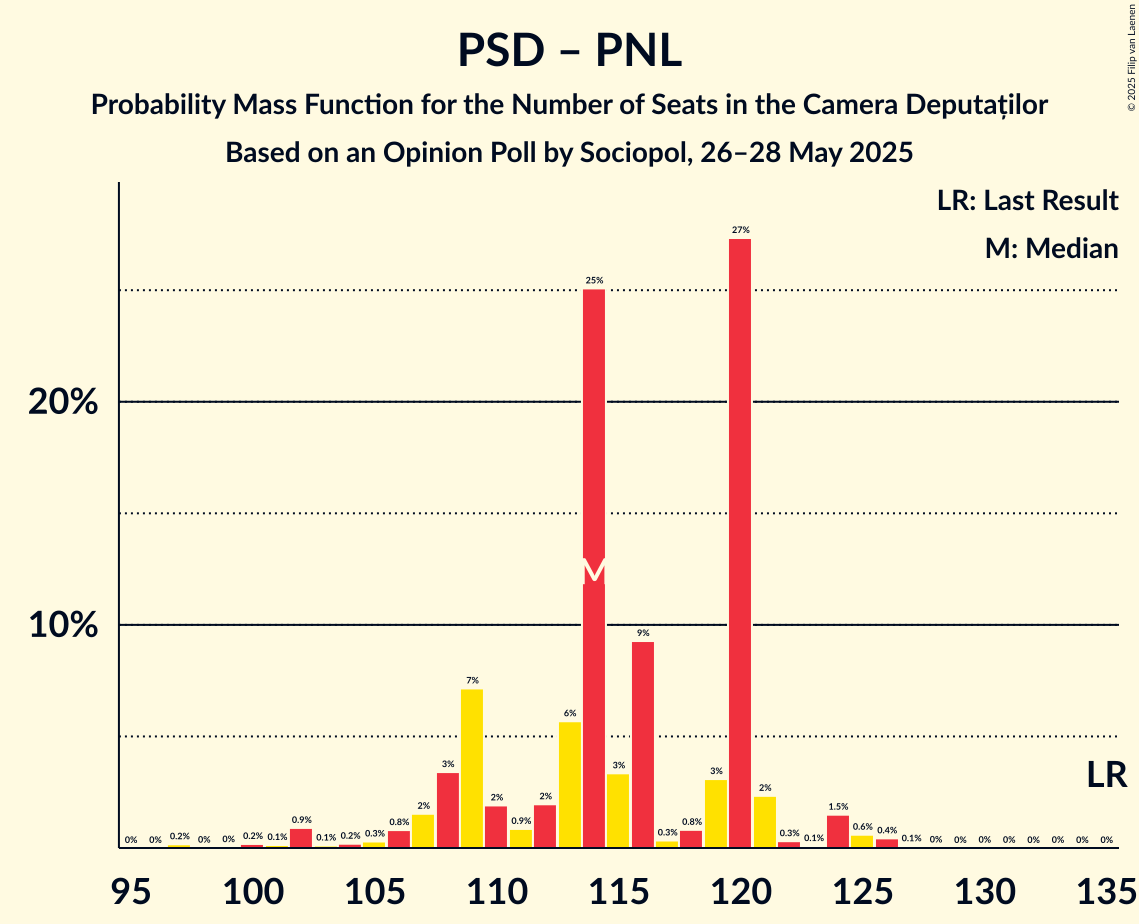 PSD – PNL
Probability Mass Function for the Number of Seats in the Camera Deputaților
Based on an Opinion Poll by Sociopol, 26–28 May 2025
© 2025 Filip van Laenen
LR: Last Result
M: Median
20%
10%
0% 0% 0.2% 0% 0% 0.2% 0.1% 0.9% 0.1% 0.2% 0.3% 0.8% 2% 3% 7% 2% 0.9% 2% 6% 25% 3% 9% 0.3% 0.8% 3% 27% 2% 0.3% 0.1% 1.5% 0.6% 0.4% 0.1% 0% 0% 0% 0% 0% 0% 0% 0%
M
LR
95 100 105 110 115 120 125 130 135